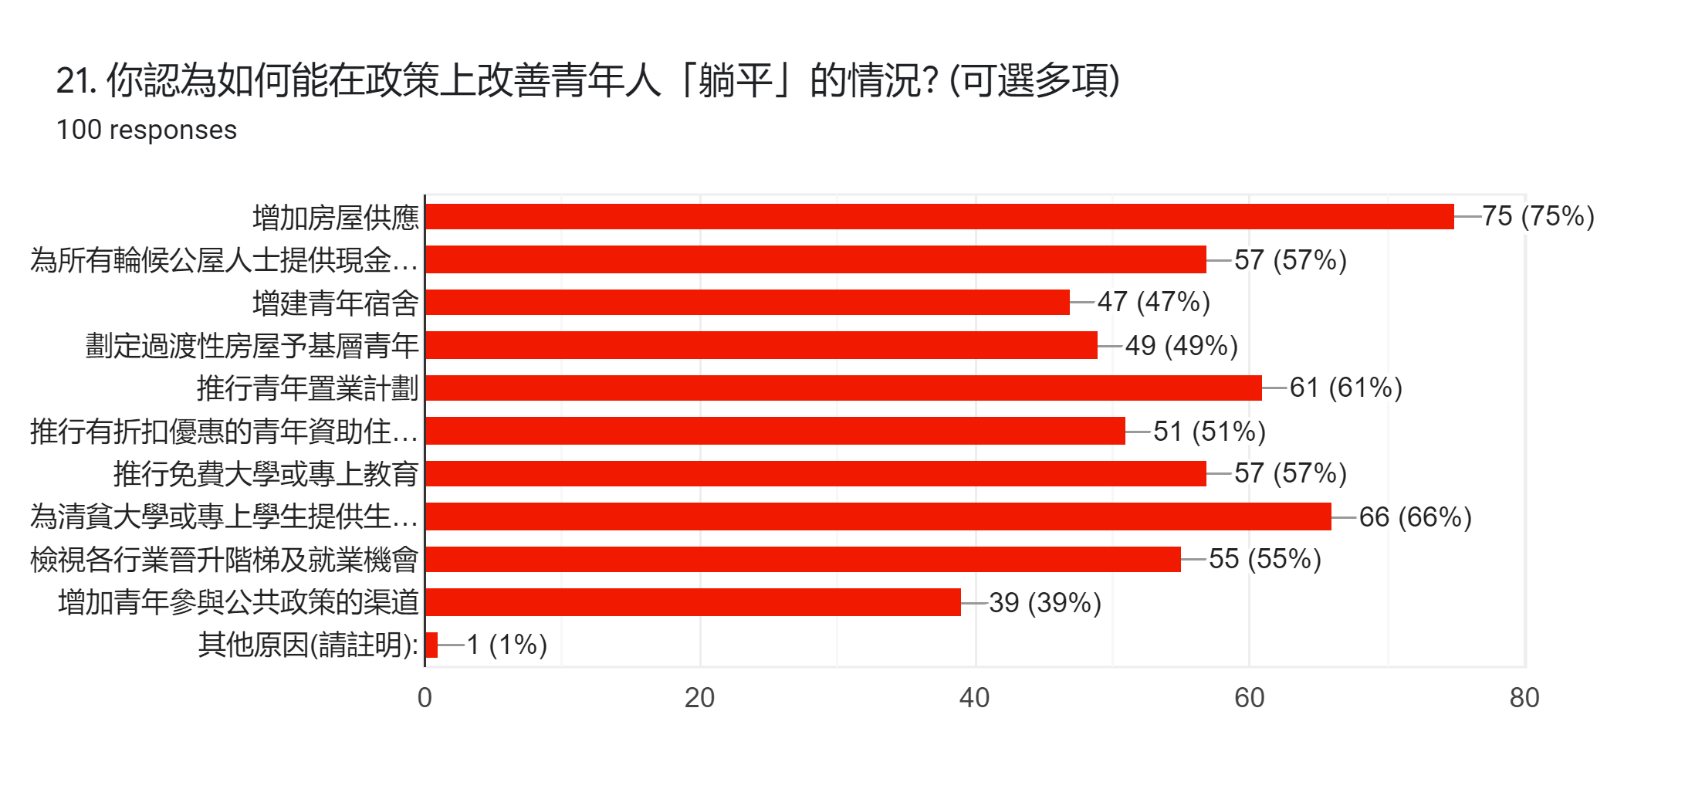 21. 你認為如何能在政策上改善青年人「躺平」的情況? (可選多項)
100 responses
增加房屋供應 75 (75%)
為所有輪候公屋人士提供現金… 57 (57%)
增建青年宿舍 47 (47%)
劃定過渡性房屋予基層青年 49 (49%)
推行青年置業計劃 61 (61%)
推行有折扣優惠的青年資助住… 51 (51%)
推行免費大學或專上教育 57 (57%)
為清貧大學或專上學生提供生… 66 (66%)
檢視各行業晉升階梯及就業機會 55 (55%)
增加青年參與公共政策的渠道 39 (39%)
其他原因(請註明): 1 (1%)
0 20 40 60 80